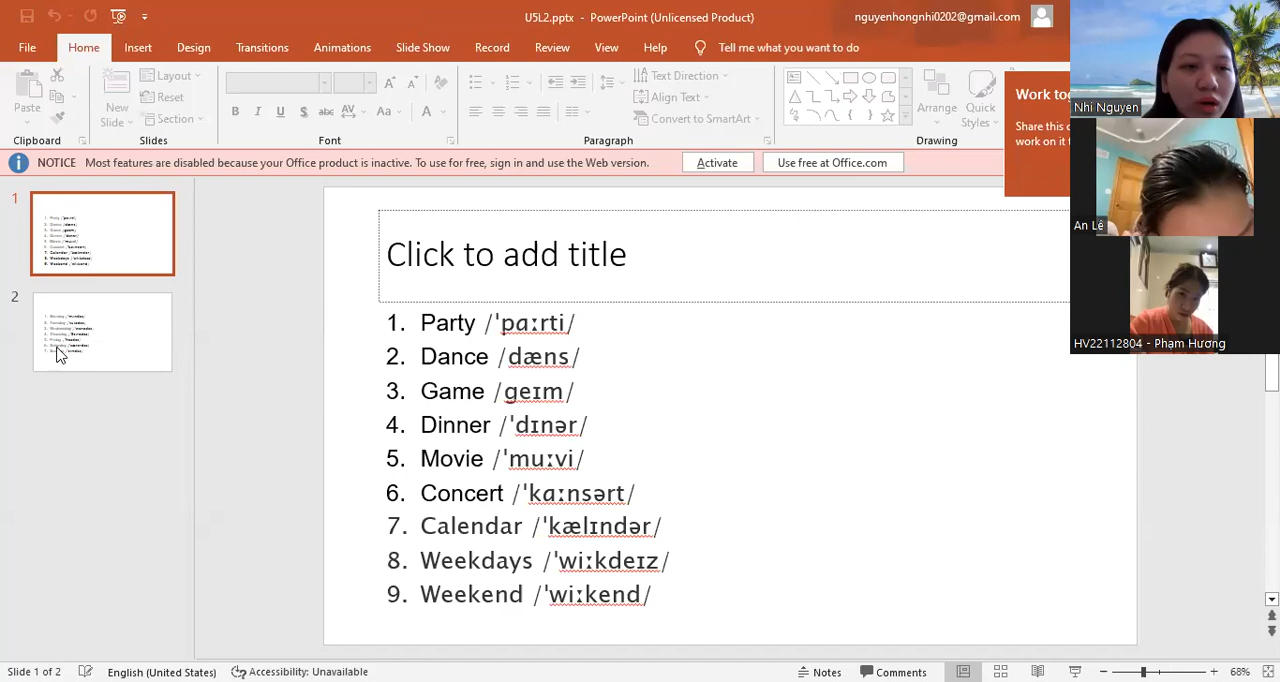 U5L2.pptx - PowerPoint (Unlicensed Product)
nguyenhongnhi0202@gmail.com
File Home Insert Design Transitions Animations Slide Show Record Review View Help Tell me what you want to do
Paste
New
Slide
Layout
Reset
Section
B I U S abc AV Aa A
Text Direction
Align Text
Convert to SmartArt
Arrange
Quick
Styles
Clipboard Slides Font Paragraph Drawing
Work tog
Share this
work on it
NOTICE Most features are disabled because your Office product is inactive. To use for free, sign in and use the Web version. Activate Use free at Office.com
Nhi Nguyen
An Lê
HV22112804 - Phạm Hương
1
2
Click to add title
1. Party /ˈpɑːrti/
2. Dance /dæns/
3. Game /ɡeɪm/
4. Dinner /ˈdɪnər/
5. Movie /ˈmuːvi/
6. Concert /ˈkɑːnsərt/
7. Calendar /ˈkælɪndər/
8. Weekdays /ˈwiːkdeɪz/
9. Weekend /ˈwiːkend/
Slide 1 of 2 English (United States) Accessibility: Unavailable Notes Comments 68%